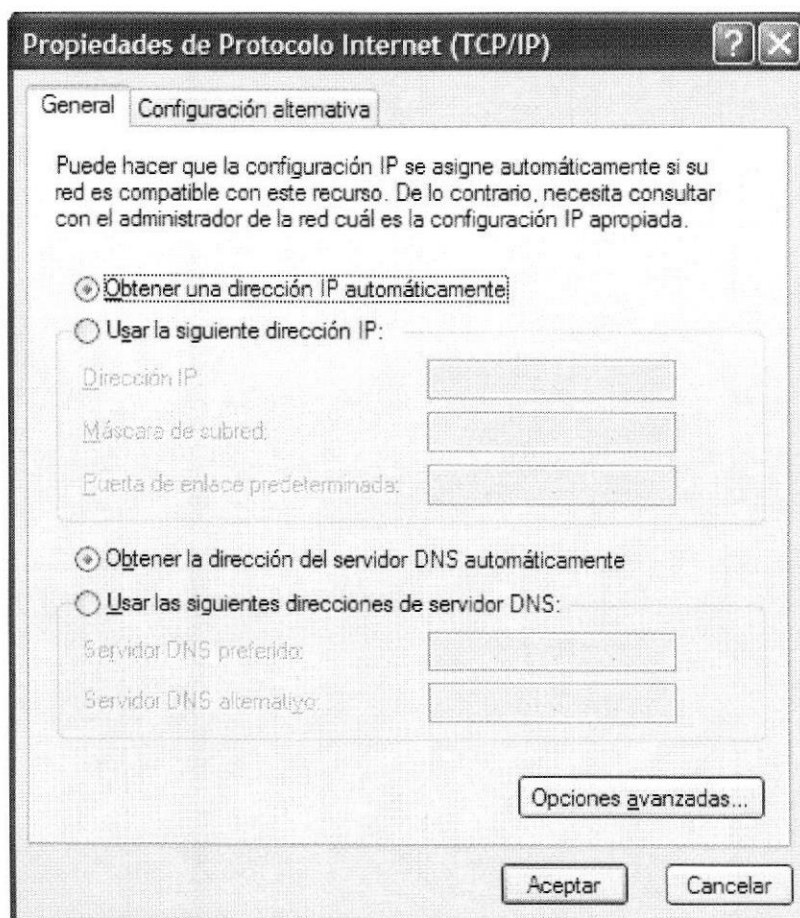 Propiedades de Protocolo Internet (TCP/IP)
General
Configuración alternativa
Puede hacer que la configuración IP se asigne automáticamente si su
red es compatible con este recurso. De lo contrario, necesita consultar
con el administrador de la red cuál es la configuración IP apropiada.
Obtener una dirección IP automáticamente
Usar la siguiente dirección IP:
Dirección IP:
Máscara de subred:
Puerta de enlace predeterminada:
Obtener la dirección del servidor DNS automáticamente
Usar las siguientes direcciones de servidor DNS:
Servidor DNS preferido:
Servidor DNS alternativo:
Opciones avanzadas...
Aceptar
Cancelar